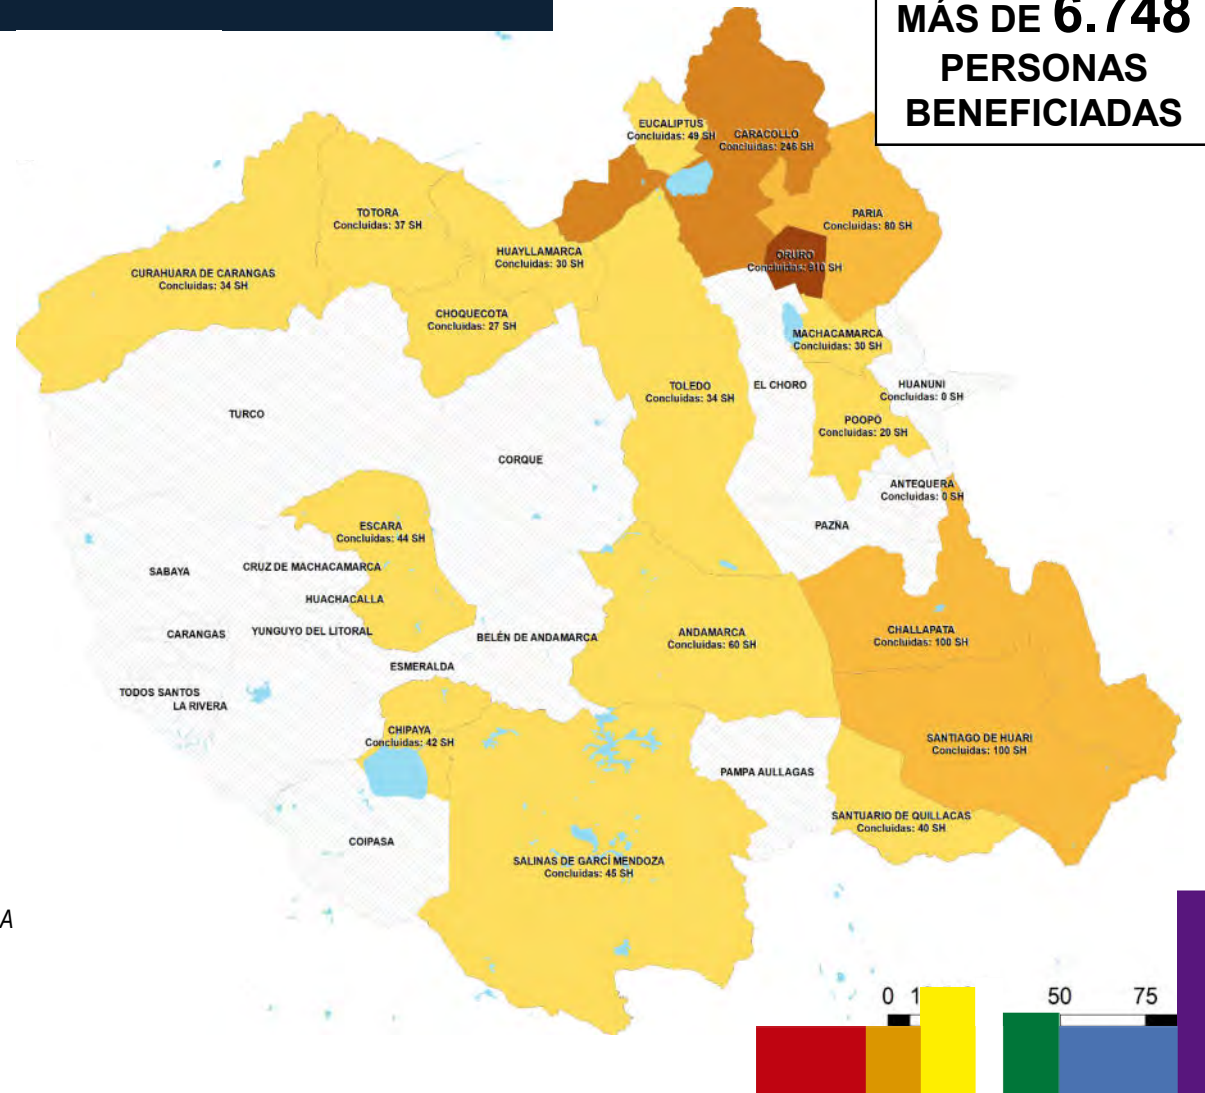 MÁS DE 6.748
PERSONAS
BENEFICIADAS
EUCALIPTUS
Concluidas: 49 SH
CARACOLLO
Concluidas: 246 SH
TOTORA
Concluidas: 37 SH
PARIA
Concluidas: 80 SH
HUAYLLAMARCA
Concluidas: 30 SH
ORURO
Concluidas: 910 SH
CURAHUARA DE CARANGAS
Concluidas: 34 SH
CHOQUECOTA
Concluidas: 27 SH
MACHACAMARCA
Concluidas: 30 SH
TOLEDO
Concluidas: 34 SH
EL CHORO
HUANUNI
Concluidas: 0 SH
TURCO
POOPÓ
Concluidas: 20 SH
CORQUE
ANTEQUERA
Concluidas: 0 SH
ESCARA
Concluidas: 44 SH
PAZÑA
SABAYA
CRUZ DE MACHACAMARCA
HUACHACALLA
CARANGAS
YUNGUYO DEL LITORAL
BELÉN DE ANDAMARCA
ANDAMARCA
Concluidas: 60 SH
CHALLAPATA
Concluidas: 100 SH
ESMERALDA
TODOS SANTOS
LA RIVERA
CHIPAYA
Concluidas: 42 SH
SANTIAGO DE HUARI
Concluidas: 100 SH
PAMPA AULLAGAS
SANTUARIO DE QUILLACAS
Concluidas: 40 SH
COIPASA
SALINAS DE GARCÍ MENDOZA
Concluidas: 45 SH
A
0 1 50 75